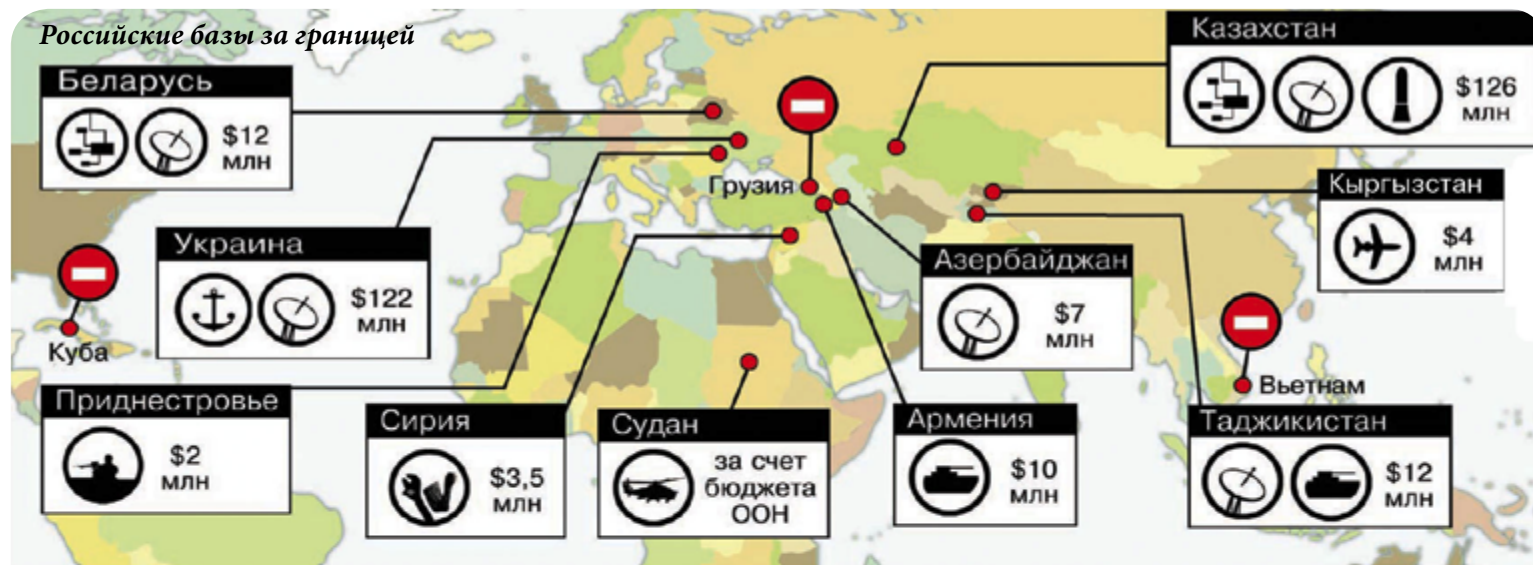 Российские базы за границей
Беларусь
$12
млн
Казахстан
$126
млн
Грузия
Кыргызстан
$4
млн
Украина
$122
млн
Азербайджан
$7
млн
Куба
Вьетнам
Приднестровье
$2
млн
Сирия
$3,5
млн
Судан
за счет
бюджета
ООН
Армения
$10
млн
Таджикистан
$12
млн